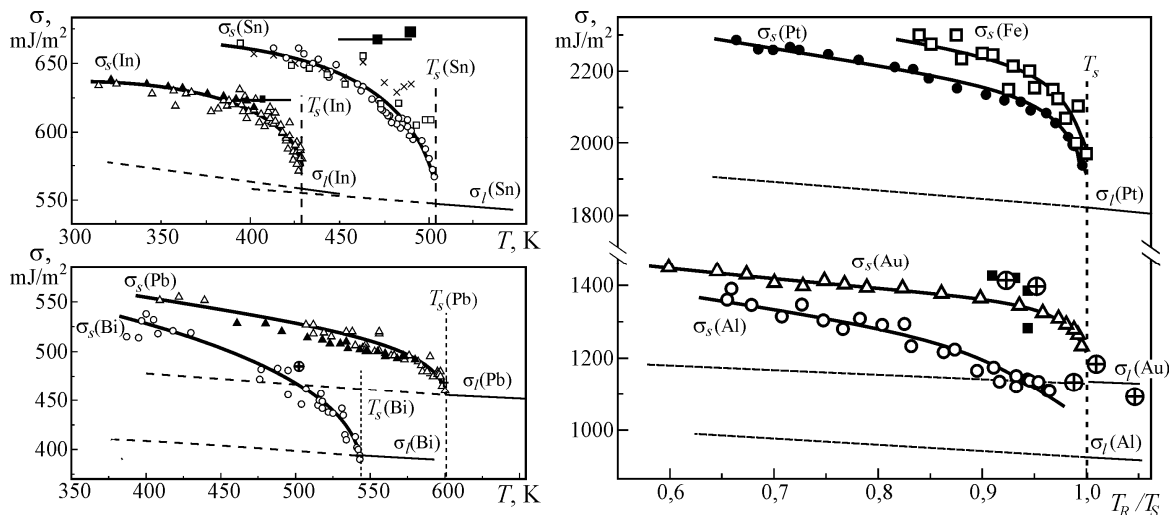 σ,
mJ/m²
σs(Sn)
650
σs(In)
Ts(Sn)
Ts(In)
600
σl(In)
σl(Sn)
550
300 350 400 450 500 T, K
σ,
mJ/m²
σs(Pb)
550
σs(Bi)
Ts(Pb)
500
σl(Pb)
450
Ts(Bi)
σl(Bi)
400
350 400 450 500 550 600 T, K
σ,
mJ/m²
σs(Pt)
σs(Fe)
2200
Ts
2100
2000
1900
σl(Pt)
1800
1400
σs(Au)
σs(Al)
1200
σl(Au)
1000
σl(Al)
0,6 0,7 0,8 0,9 1,0 TR/TS